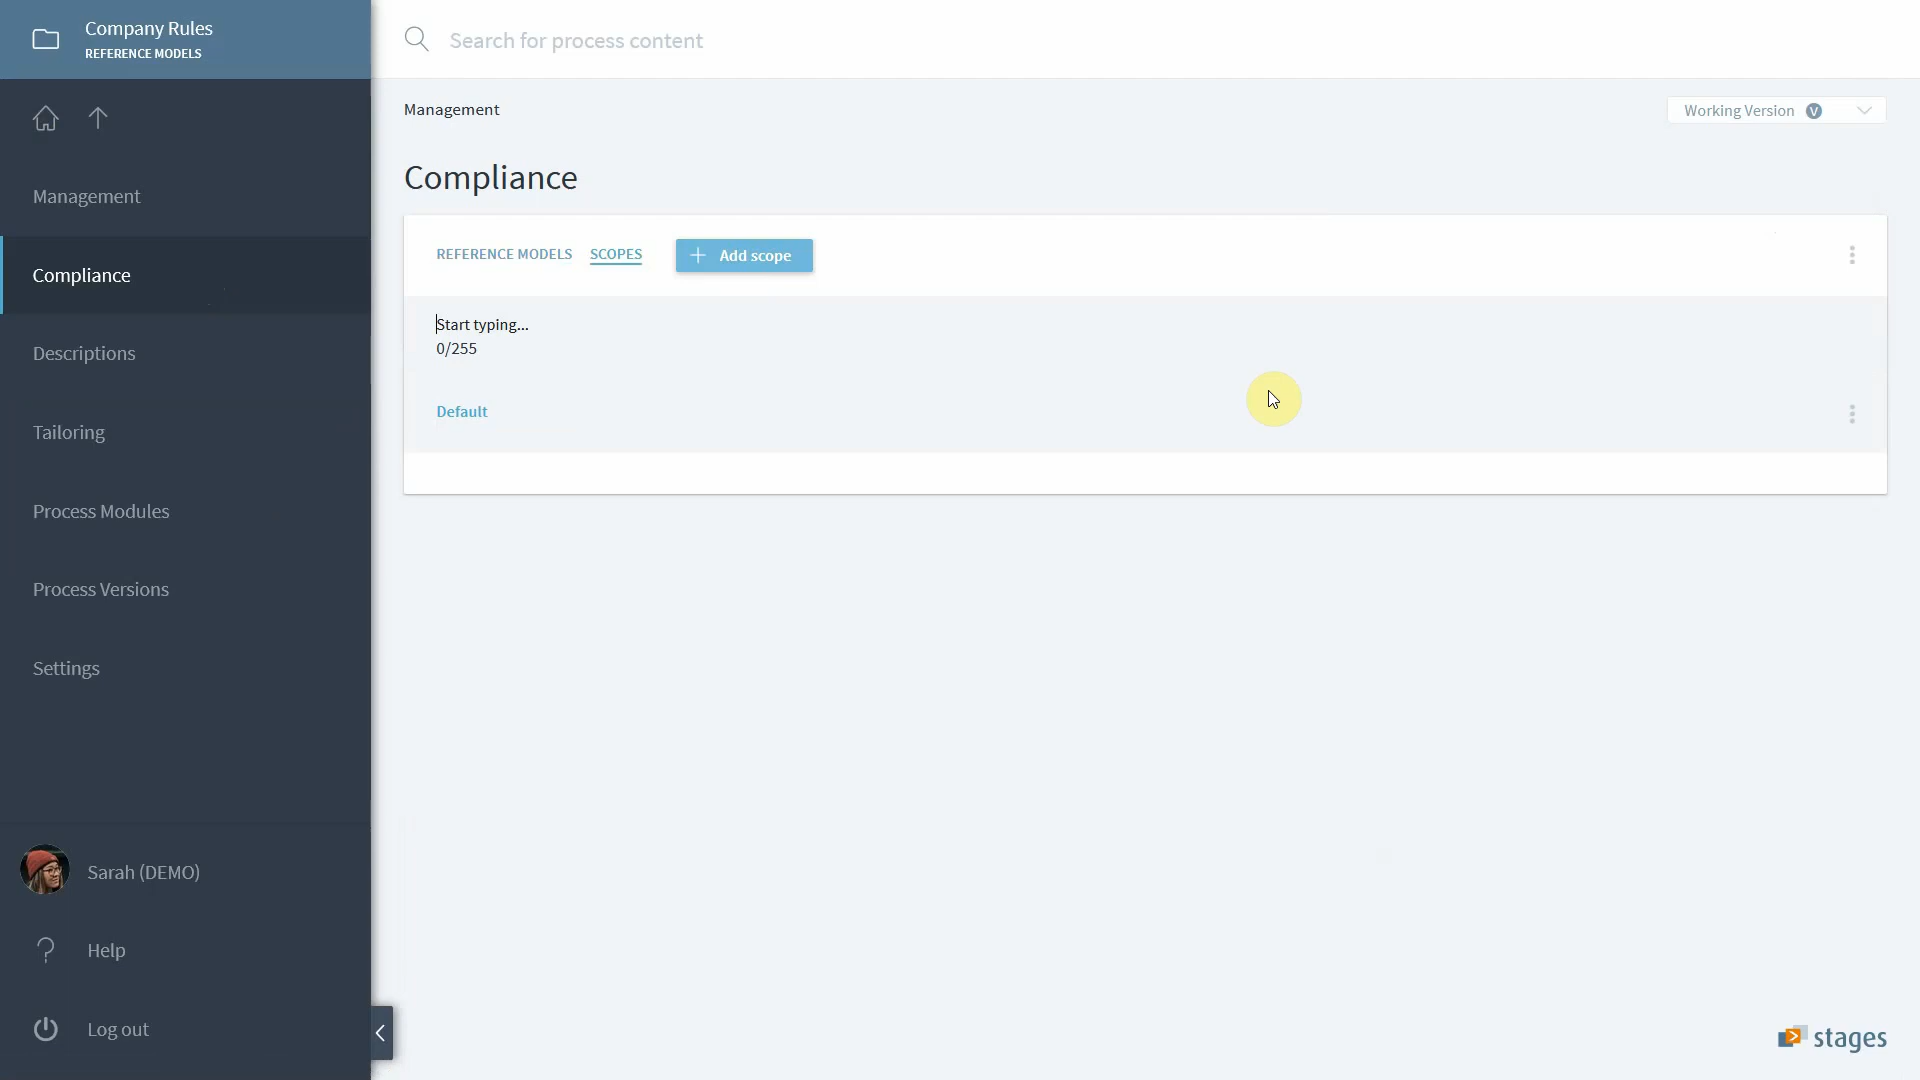 Company Rules
REFERENCE MODELS
Search for process content
Management
Working Version V
Management
Compliance
Compliance
REFERENCE MODELS SCOPES + Add scope
Start typing...
0/255
Default
Descriptions
Tailoring
Process Modules
Process Versions
Settings
Sarah (DEMO)
Help
Log out
stages